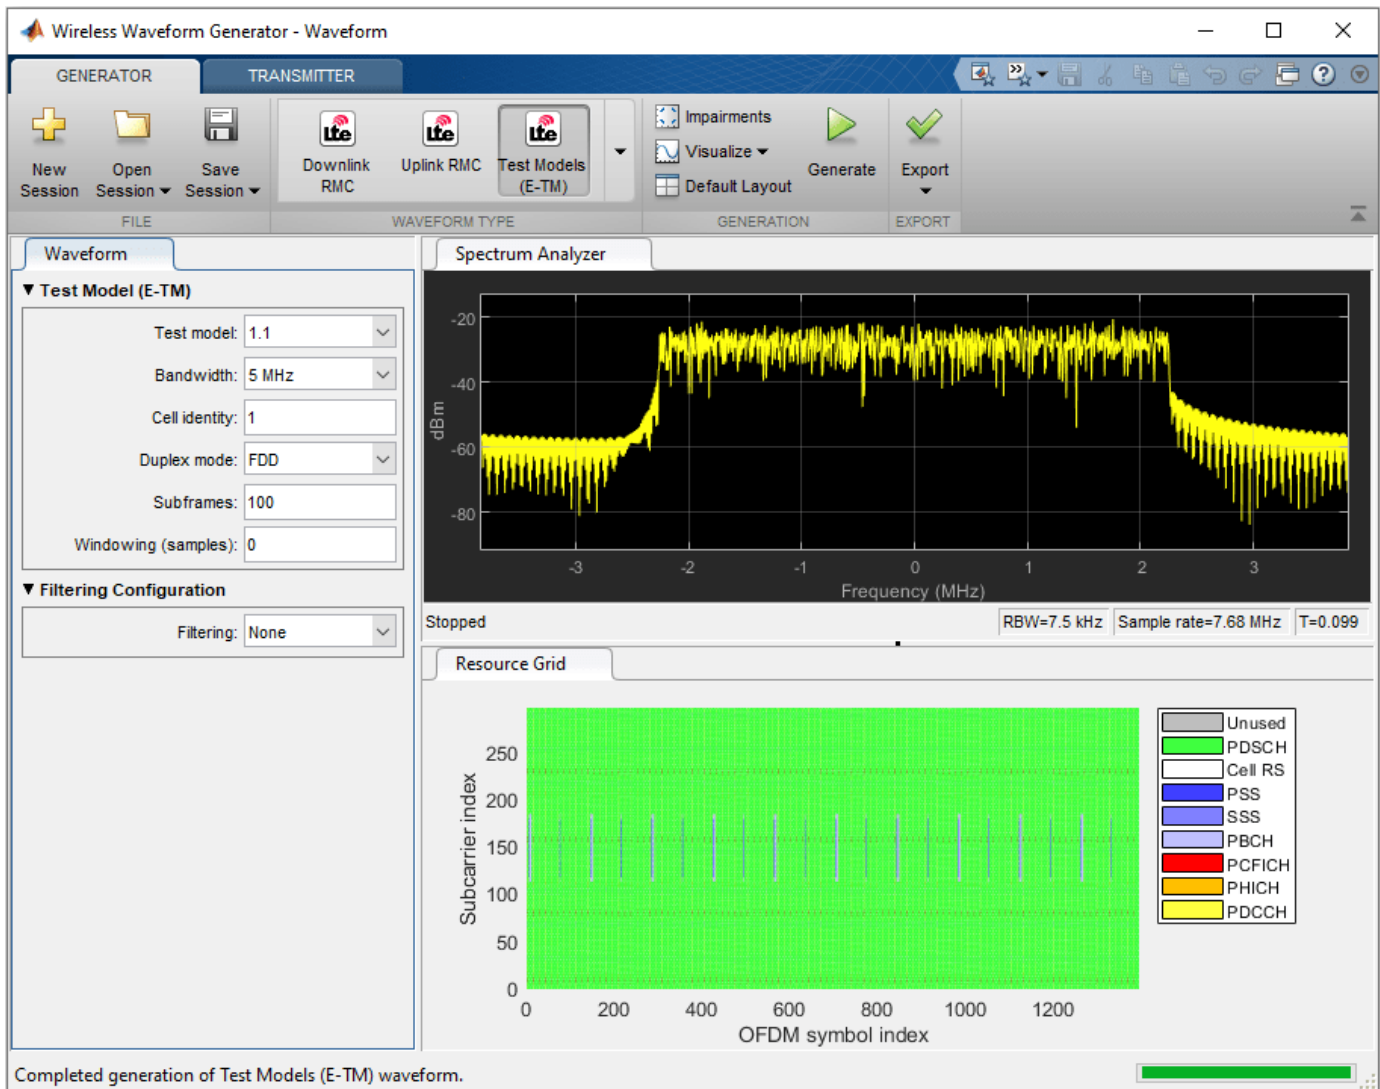 Wireless Waveform Generator - Waveform
GENERATOR
TRANSMITTER
New Session
Open Session
Save Session
FILE
Lte
Downlink RMC
Lte
Uplink RMC
Lte
Test Models (E-TM)
WAVEFORM TYPE
Impairments
Visualize
Default Layout
Generate
GENERATION
Export
EXPORT
Waveform
Test Model (E-TM)
Test model: 1.1
Bandwidth: 5 MHz
Cell identity: 1
Duplex mode: FDD
Subframes: 100
Windowing (samples): 0
Filtering Configuration
Filtering: None
Spectrum Analyzer
dBm
-20
-40
-60
-80
-3 -2 -1 0 1 2 3
Frequency (MHz)
Stopped
RBW=7.5 kHz Sample rate=7.68 MHz T=0.099
Resource Grid
Subcarrier index
250
200
150
100
50
0
0 200 400 600 800 1000 1200
OFDM symbol index
Unused
PDSCH
Cell RS
PSS
SSS
PBCH
PCFICH
PHICH
PDCCH
Completed generation of Test Models (E-TM) waveform.